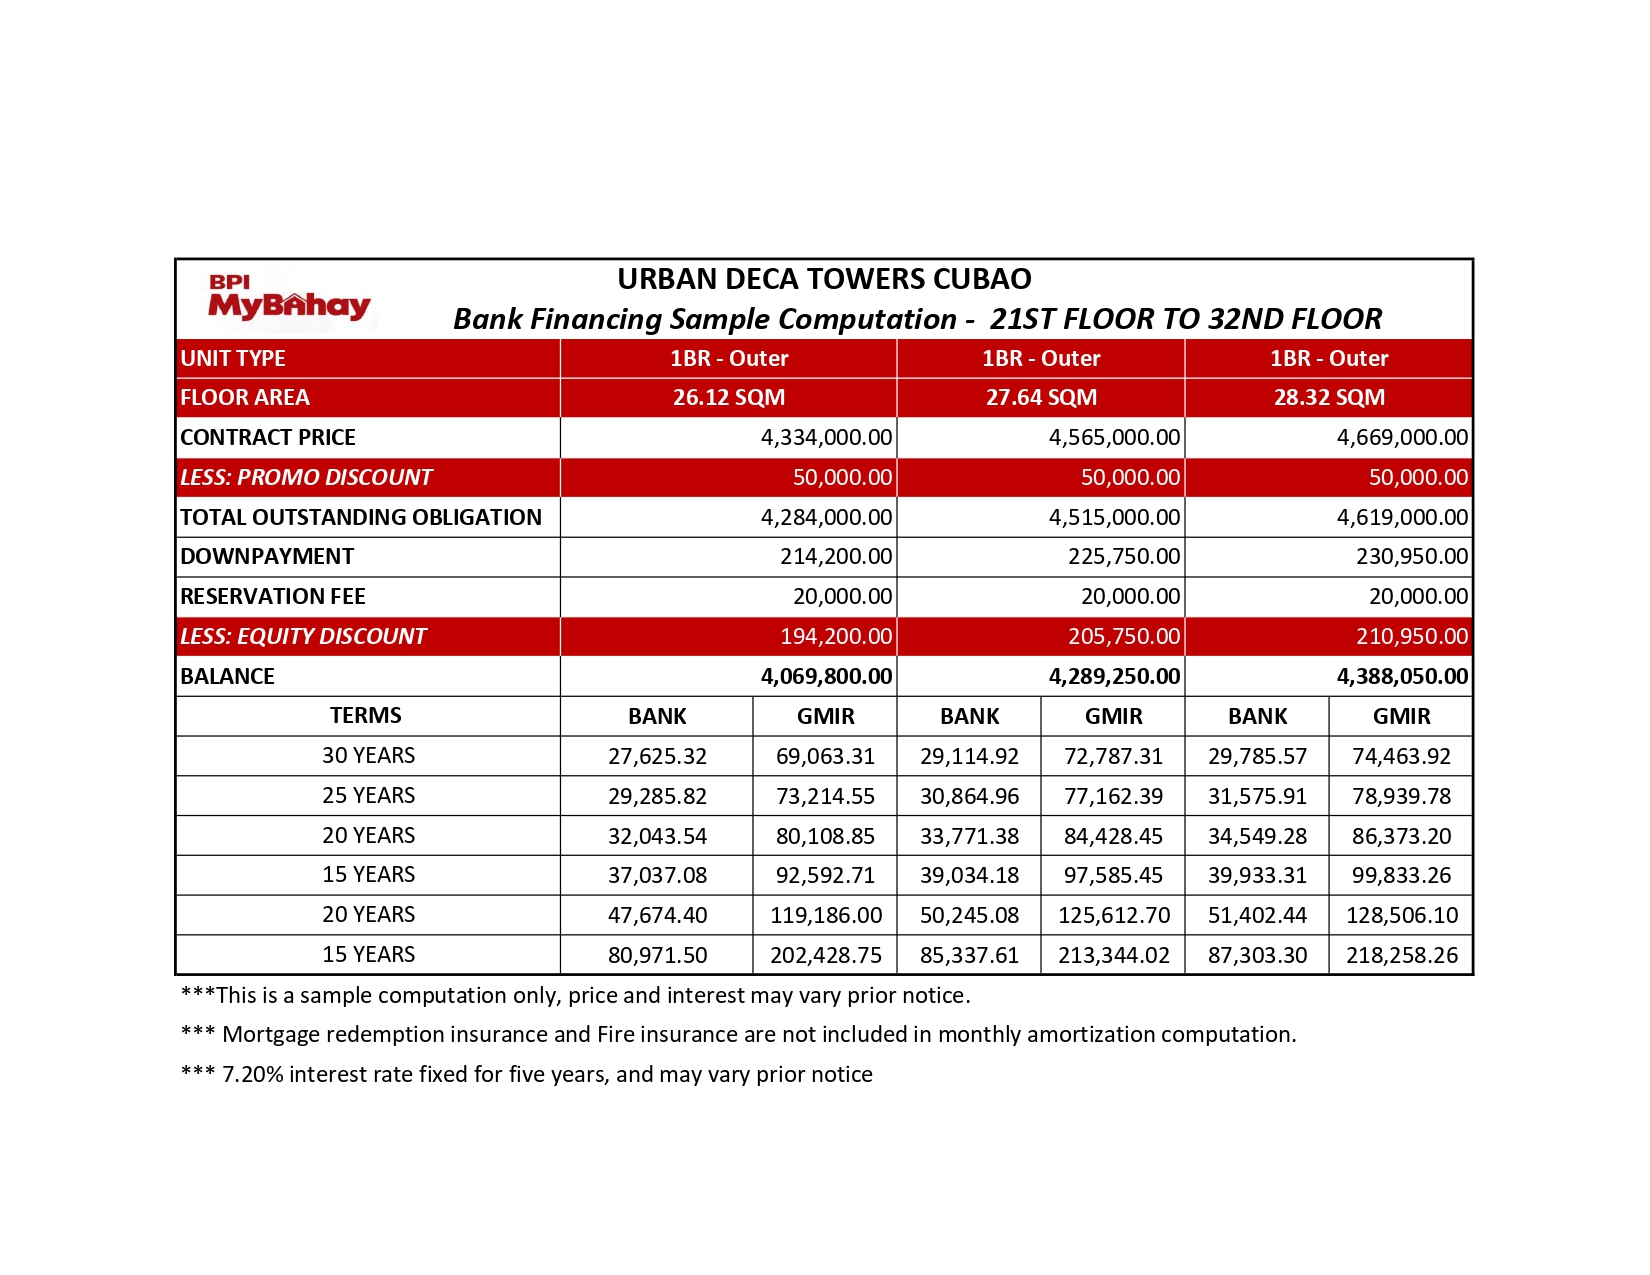 BPI
MyBahay
URBAN DECA TOWERS CUBAO
Bank Financing Sample Computation - 21ST FLOOR TO 32ND FLOOR
UNIT TYPE 1BR - Outer 1BR - Outer 1BR - Outer
FLOOR AREA 26.12 SQM 27.64 SQM 28.32 SQM
CONTRACT PRICE 4,334,000.00 4,565,000.00 4,669,000.00
LESS: PROMO DISCOUNT 50,000.00 50,000.00 50,000.00
TOTAL OUTSTANDING OBLIGATION 4,284,000.00 4,515,000.00 4,619,000.00
DOWNPAYMENT 214,200.00 225,750.00 230,950.00
RESERVATION FEE 20,000.00 20,000.00 20,000.00
LESS: EQUITY DISCOUNT 194,200.00 205,750.00 210,950.00
BALANCE 4,069,800.00 4,289,250.00 4,388,050.00
TERMS BANK GMIR BANK GMIR BANK GMIR
30 YEARS 27,625.32 69,063.31 29,114.92 72,787.31 29,785.57 74,463.92
25 YEARS 29,285.82 73,214.55 30,864.96 77,162.39 31,575.91 78,939.78
20 YEARS 32,043.54 80,108.85 33,771.38 84,428.45 34,549.28 86,373.20
15 YEARS 37,037.08 92,592.71 39,034.18 97,585.45 39,933.31 99,833.26
20 YEARS 47,674.40 119,186.00 50,245.08 125,612.70 51,402.44 128,506.10
15 YEARS 80,971.50 202,428.75 85,337.61 213,344.02 87,303.30 218,258.26
***This is a sample computation only, price and interest may vary prior notice.
*** Mortgage redemption insurance and Fire insurance are not included in monthly amortization computation.
*** 7.20% interest rate fixed for five years, and may vary prior notice